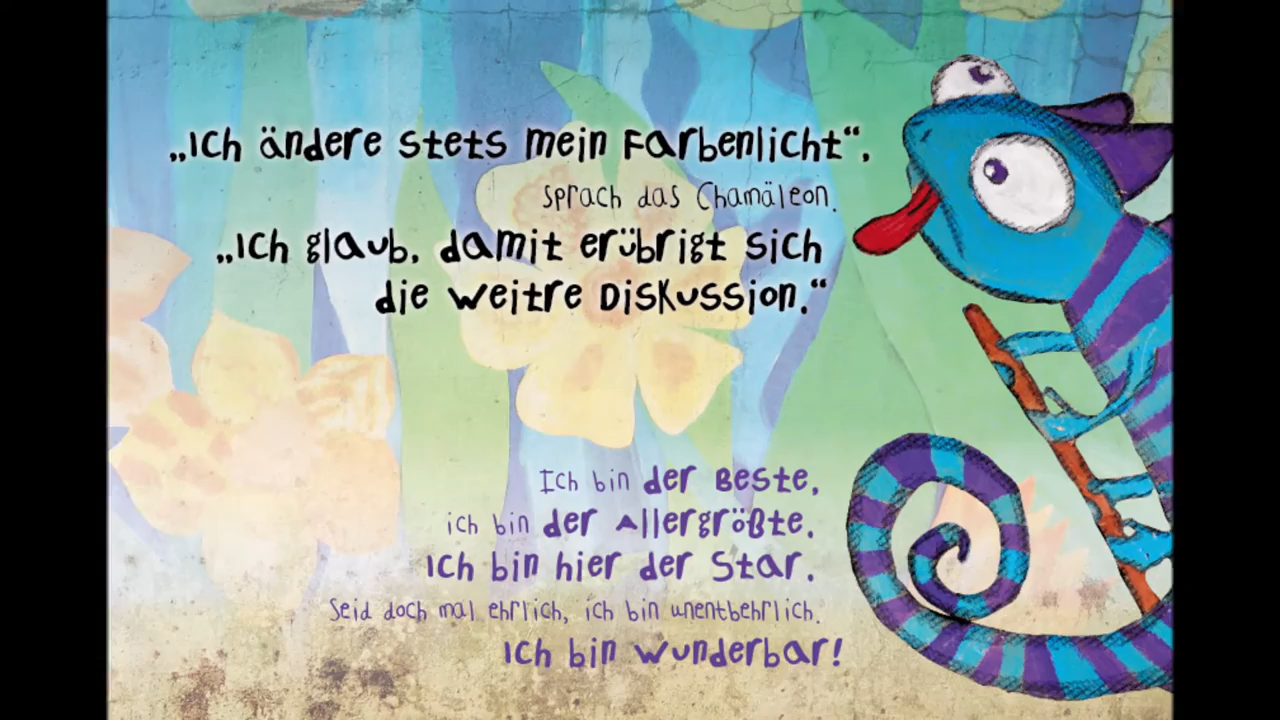 „Ich ändere stets mein Farbenlicht“,
sprach das Chamäleon.
„Ich glaub, damit erübrigt sich
die weitre Diskussion.“
Ich bin der Beste,
ich bin der Allergrößte,
Ich bin hier der Star.
Seid doch mal ehrlich, ich bin unentbehrlich.
Ich bin wunderbar!